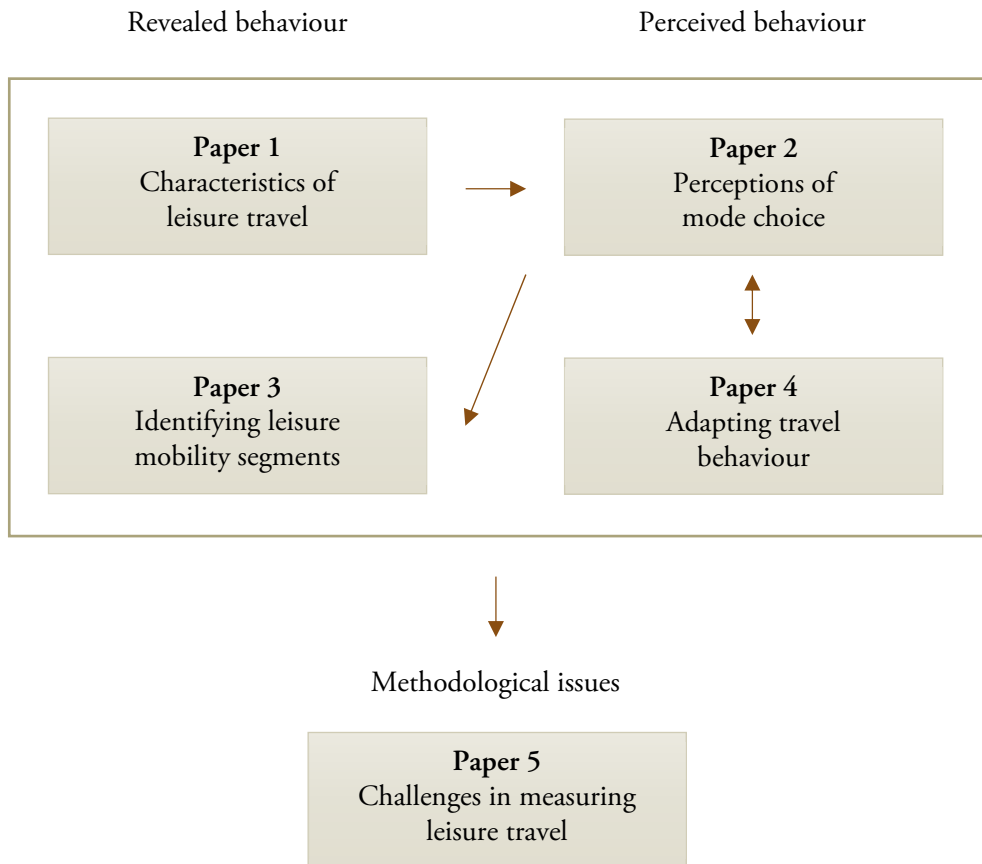 Revealed behaviour
Perceived behaviour
Paper 1
Characteristics of
leisure travel
Paper 2
Perceptions of
mode choice
Paper 3
Identifying leisure
mobility segments
Paper 4
Adapting travel
behaviour
Methodological issues
Paper 5
Challenges in measuring
leisure travel